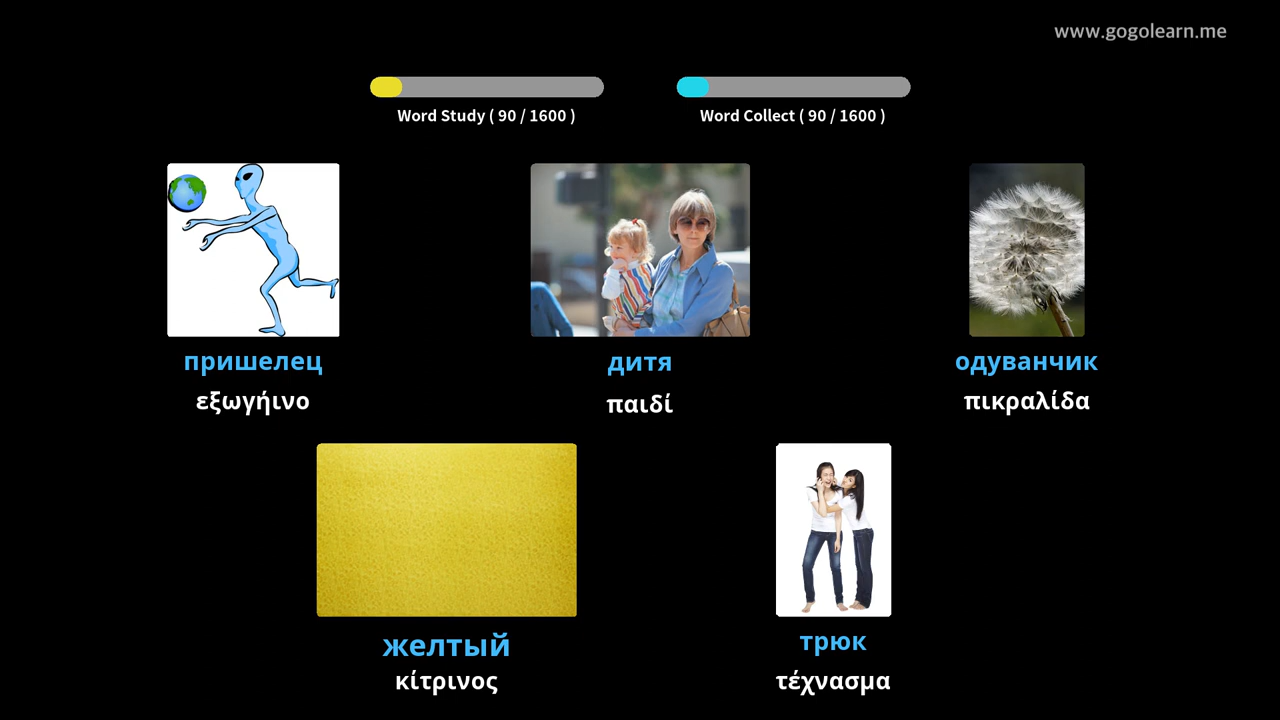 www.gogolearn.me
Word Study ( 90 / 1600 )
Word Collect ( 90 / 1600 )
пришелец
дитя
одуванчик
εξωγήινο
παιδί
πικραλίδα
желтый
трюк
κίτρινος
τέχνασμα